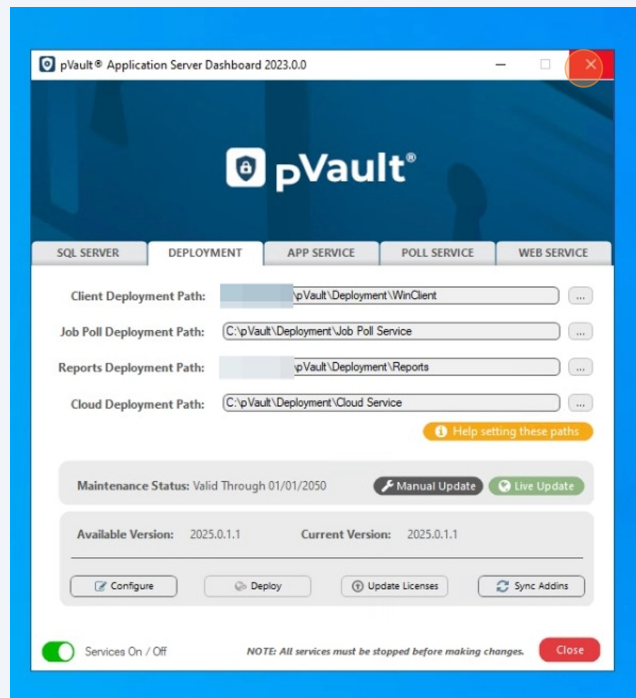 pVault® Application Server Dashboard 2023.0.0
pVault®
SQL SERVER DEPLOYMENT APP SERVICE POLL SERVICE WEB SERVICE
Client Deployment Path: \pVault\Deployment\WinClient ...
Job Poll Deployment Path: C:\pVault\Deployment\Job Poll Service ...
Reports Deployment Path: pVault\Deployment\Reports ...
Cloud Deployment Path: C:\pVault\Deployment\Cloud Service ...
Help setting these paths
Maintenance Status: Valid Through 01/01/2050 Manual Update Live Update
Available Version: 2025.0.1.1 Current Version: 2025.0.1.1
Configure Deploy Update Licenses Sync Addins
Services On / Off NOTE: All services must be stopped before making changes. Close